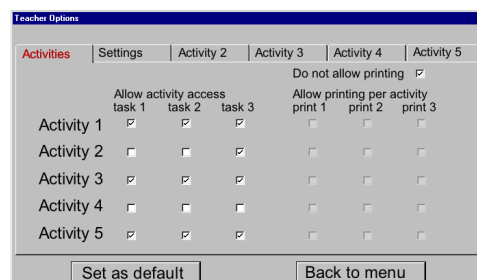 Teacher Options
Activities Settings Activity 2 Activity 3 Activity 4 Activity 5
Do not allow printing
Allow activity access Allow printing per activity
task 1 task 2 task 3 print 1 print 2 print 3
Activity 1
Activity 2
Activity 3
Activity 4
Activity 5
Set as default Back to menu